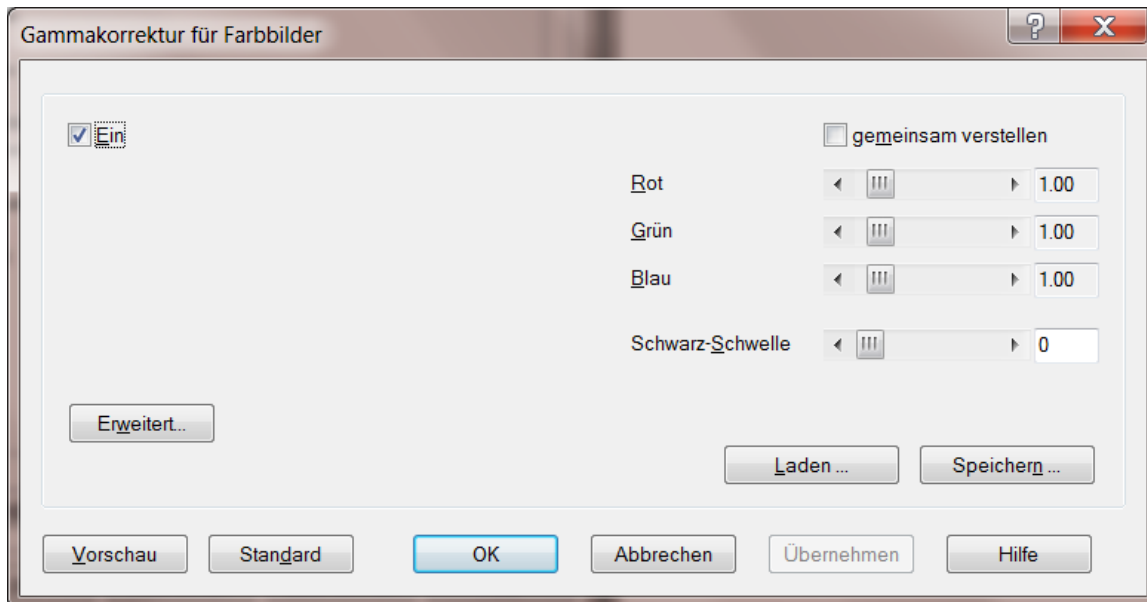 Gammakorrektur für Farbbilder
Ein
gemeinsam verstellen
Rot 1.00
Grün 1.00
Blau 1.00
Schwarz-Schwelle 0
Erweitert...
Laden ... Speichern ...
Vorschau Standard OK Abbrechen Übernehmen Hilfe